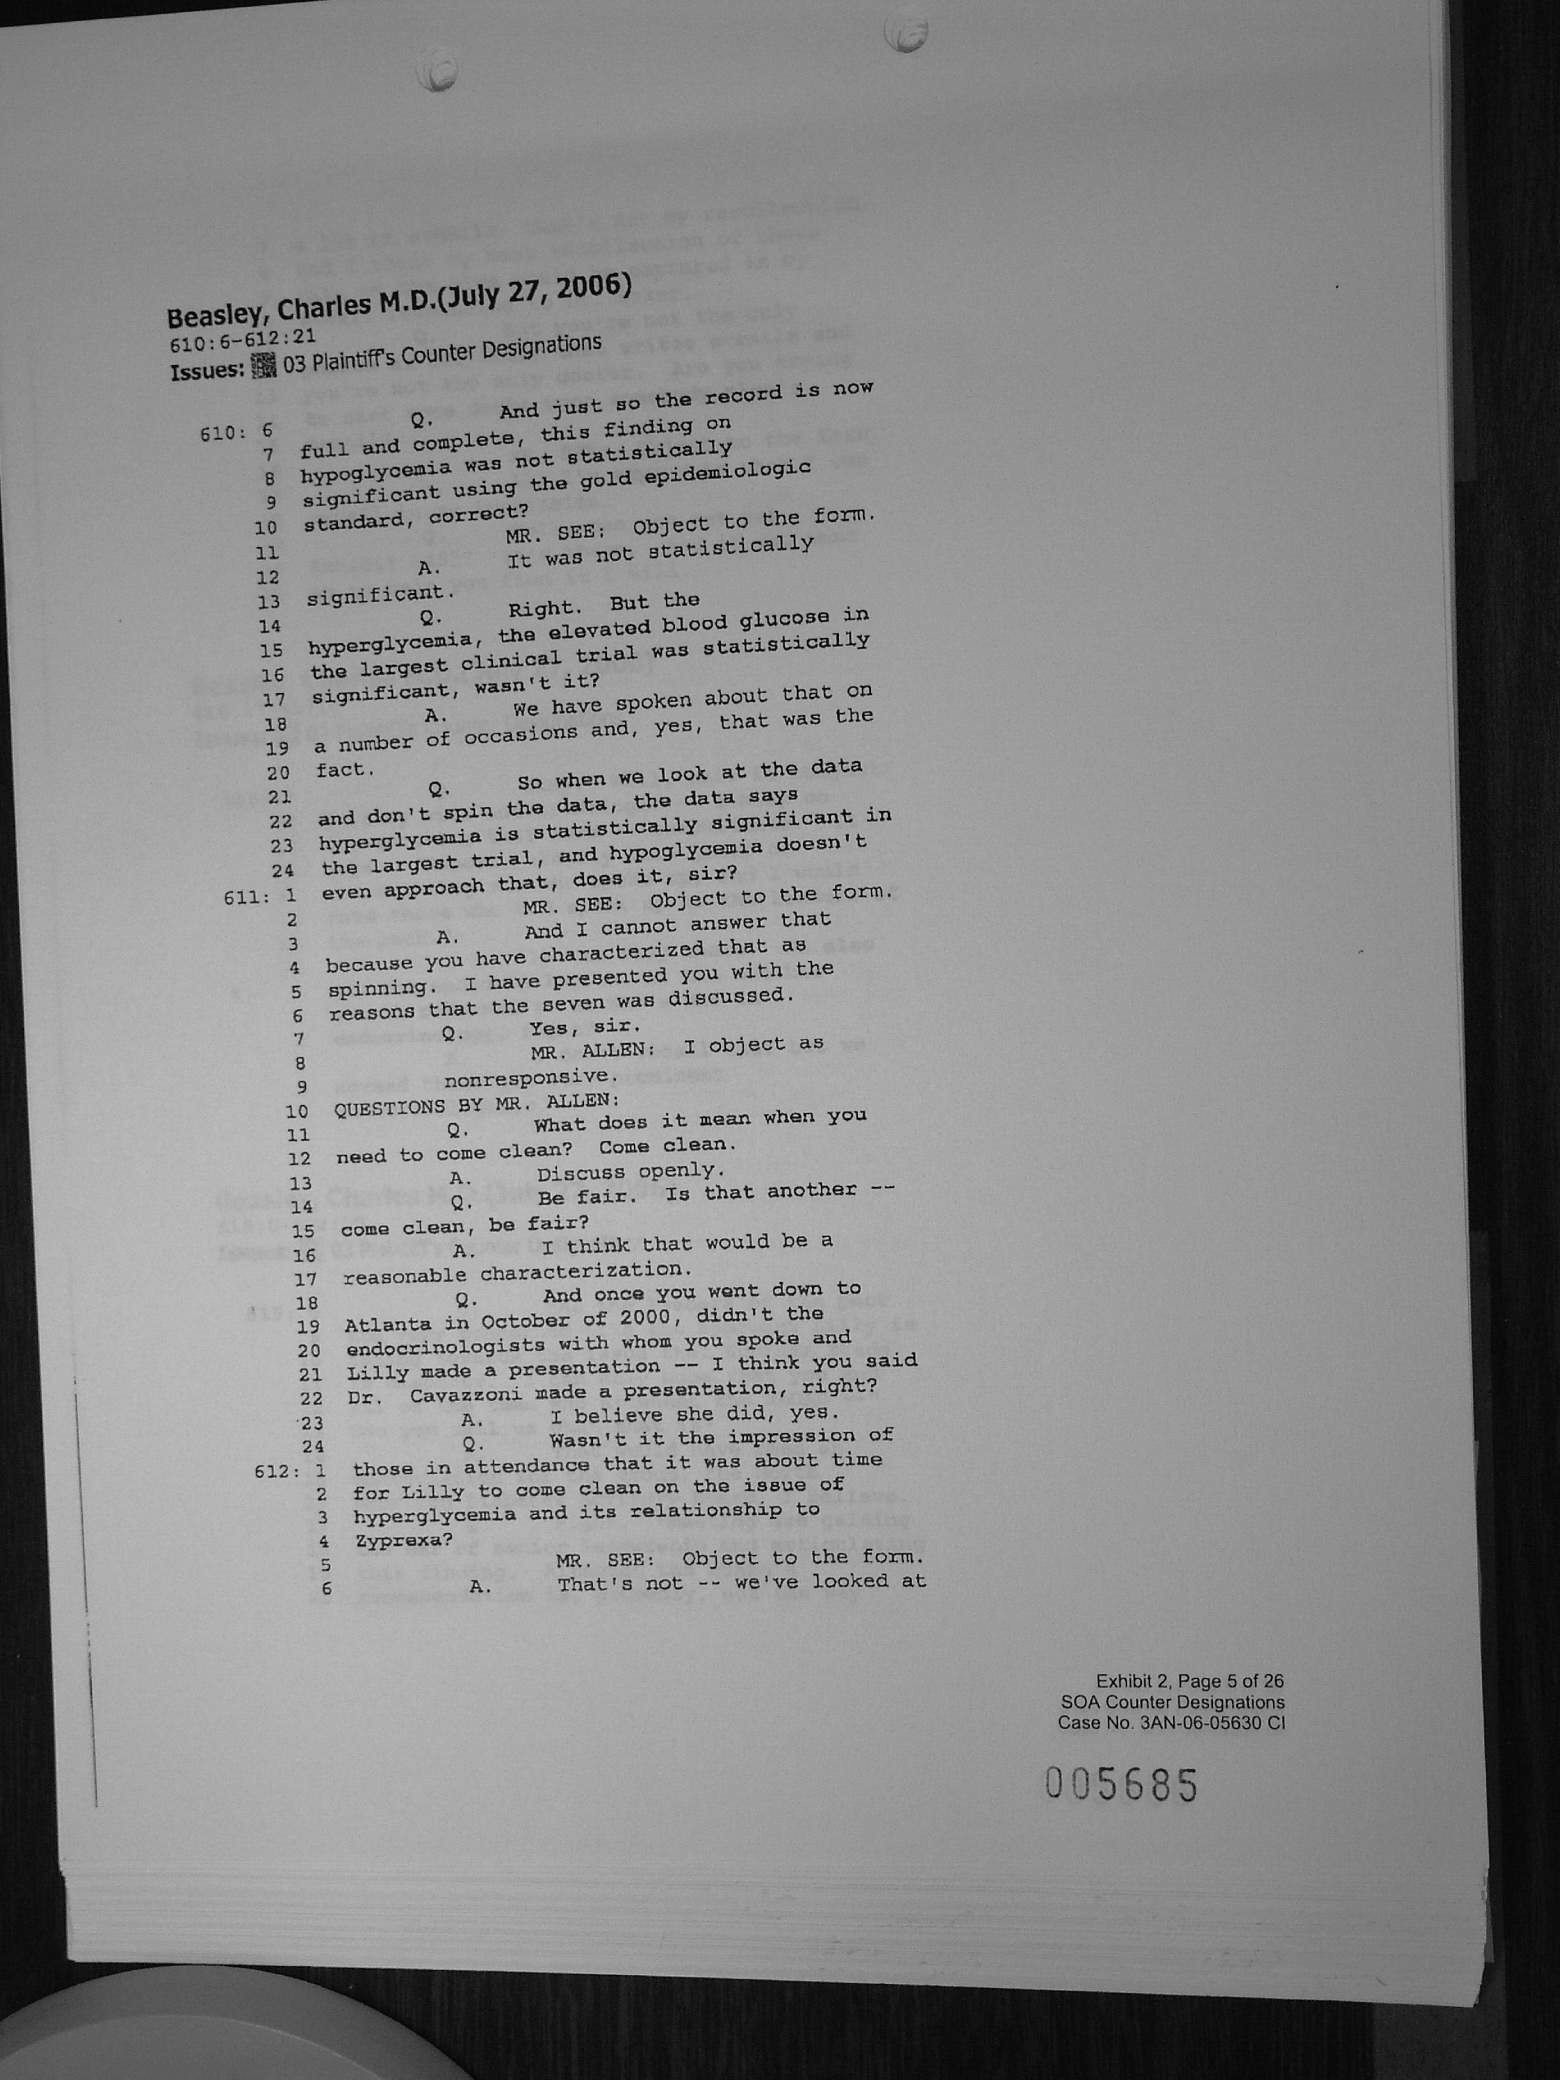 Beasley, Charles M.D.(July 27, 2006)
610:6-612:21
Issues: 03 Plaintiff's Counter Designations
610: 6 Q. And just so the record is now
7 full and complete, this finding on
8 hypoglycemia was not statistically
9 significant using the gold epidemiologic
10 standard, correct?
11 MR. SEE: Object to the form.
12 A. It was not statistically
13 significant.
14 Q. Right. But the
15 hyperglycemia, the elevated blood glucose in
16 the largest clinical trial was statistically
17 significant, wasn't it?
18 A. We have spoken about that on
19 a number of occasions and, yes, that was the
20 fact.
21 Q. So when we look at the data
22 and don't spin the data, the data says
23 hyperglycemia is statistically significant in
24 the largest trial, and hypoglycemia doesn't
611: 1 even approach that, does it, sir?
2 MR. SEE: Object to the form.
3 A. And I cannot answer that
4 because you have characterized that as
5 spinning. I have presented you with the
6 reasons that the seven was discussed.
7 Q. Yes, sir.
8 MR. ALLEN: I object as
9 nonresponsive.
10 QUESTIONS BY MR. ALLEN:
11 Q. What does it mean when you
12 need to come clean? Come clean.
13 A. Discuss openly.
14 Q. Be fair. Is that another --
15 come clean, be fair?
16 A. I think that would be a
17 reasonable characterization.
18 Q. And once you went down to
19 Atlanta in October of 2000, didn't the
20 endocrinologists with whom you spoke and
21 Lilly made a presentation -- I think you said
22 Dr. Cavazzoni made a presentation, right?
23 A. I believe she did, yes.
24 Q. Wasn't it the impression of
612: 1 those in attendance that it was about time
2 for Lilly to come clean on the issue of
3 hyperglycemia and its relationship to
4 Zyprexa?
5 MR. SEE: Object to the form.
6 A. That's not -- we've looked at
Exhibit 2, Page 5 of 26
SOA Counter Designations
Case No. 3AN-06-05630 CI
005685